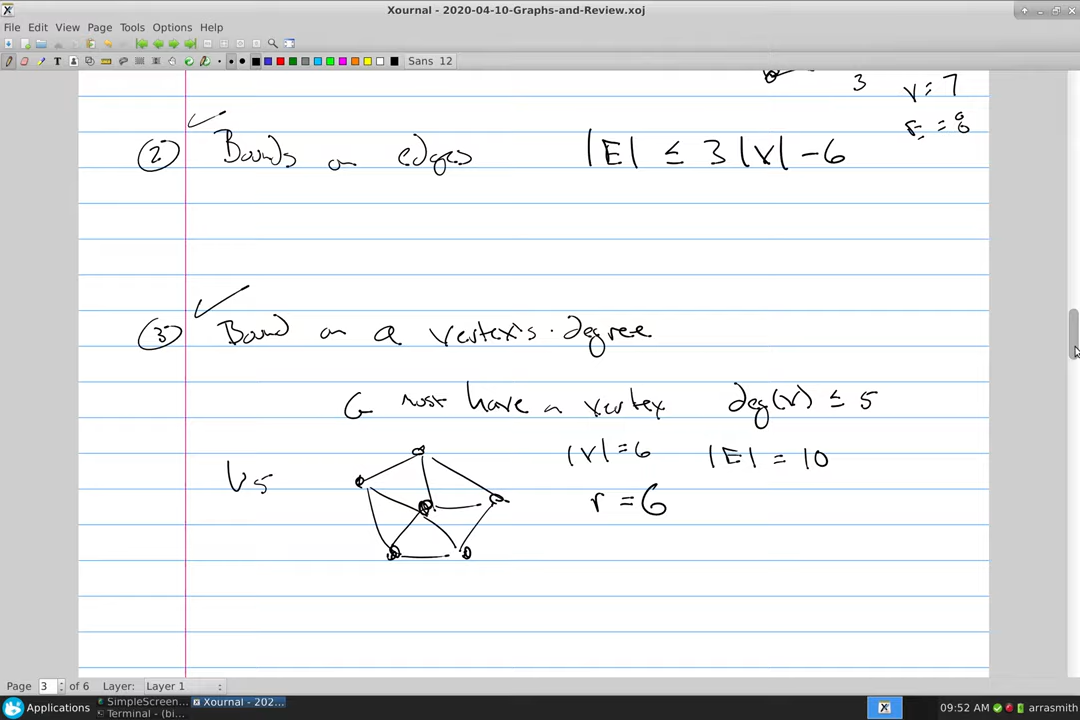 Xournal - 2020-04-10-Graphs-and-Review.xoj
File Edit View Page Tools Options Help
Sans 12
3
v = 7
E = 8
② Bounds on edges |E| ≤ 3|V| - 6
③ Bound on a vertex's degree
G must have a vertex deg(v) ≤ 5
|V| = 6 |E| = 10
r = 6
Page 3 of 6 Layer: Layer 1
Applications
SimpleScreen...
Terminal - (bi...
Xournal - 202...
09:52 AM
arrasmith